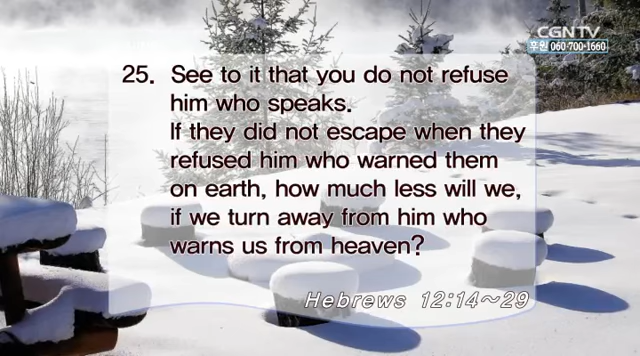 CGNTV
후원 060-700-1660
25. See to it that you do not refuse
him who speaks.
If they did not escape when they
refused him who warned them
on earth, how much less will we,
if we turn away from him who
warns us from heaven?
Hebrews 12:14~29